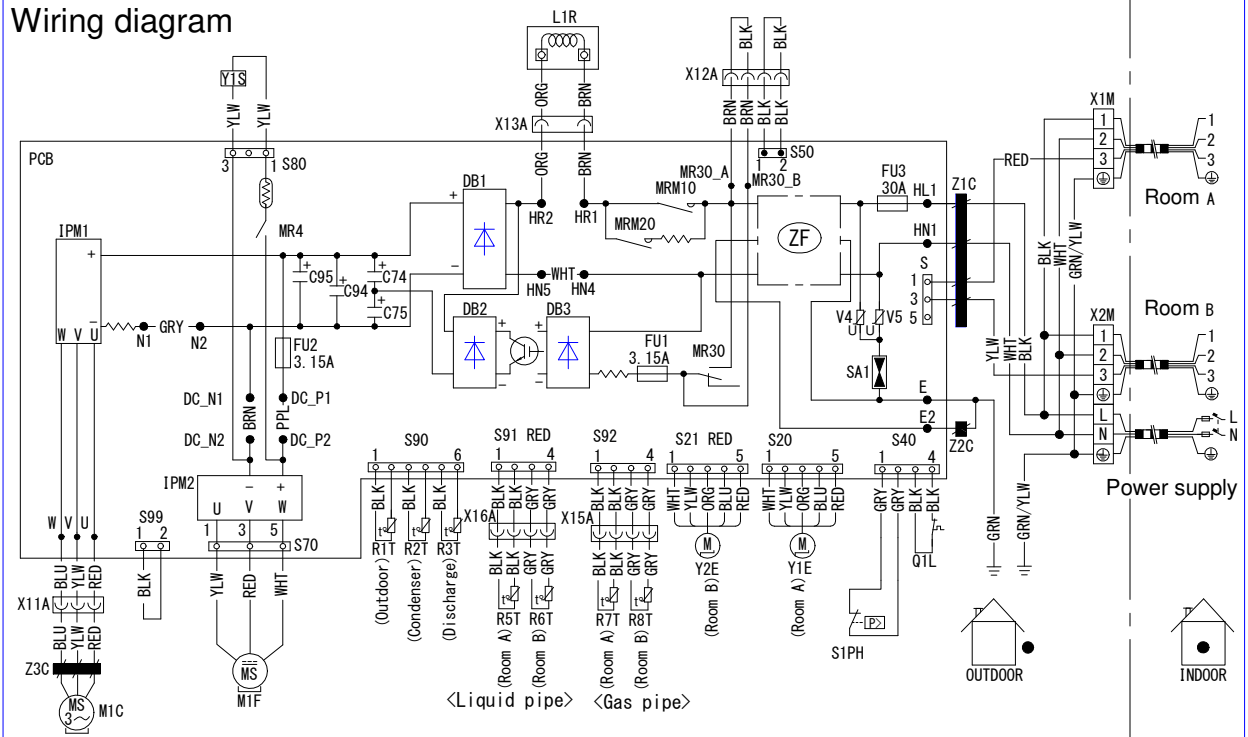 Wiring diagram
L1R
BLK BLK
X12A
Y1S
ORG BRN
BRN BRN BLK BLK
YLW YLW
X13A
X1M
1 1
2 2
3 3
RED
Room A
PCB
3 1 S80
ORG BRN
1 2 S50
MR30_A MR30_B
FU3
30A HL1 Z1C
DB1
+
−
HR2 HR1
MRM10
MRM20
ZF
HN1
S
1
3
5
BLK WHT GRN/YLW
IPM1
+
−
W V U
MR4
+ C95
+ C94
+ C74
+ C75
HN5 WHT HN4
N1 GRY N2
FU2
3.15A
DB2
+
−
DB3
+
−
FU1
3.15A
MR30
V4 V5
U U
SA1
YLW WHT BLK
Room B
X2M
1 1
2 2
3 3
L L
N N
Power supply
DC_N1 DC_P1
BRN PPL
DC_N2 DC_P2
E
E2
Z2C
IPM2
− +
U V W
1 3 5 S70
S90
1 6
S91 RED
1 4
S92
1 4
S21 RED
1 5
S20
1 5
S40
1 4
BLK BLK BLK
BLK BLK GRY GRY
BLK BLK GRY GRY
WHT YLW ORG BLU RED
WHT YLW ORG BLU RED
GRY GRY BLK BLK
GRN GRN/YLW
W V U
S99
1 2
BLK
X16A
X15A
BLK BLK GRY GRY
BLK BLK GRY GRY
t° t° t°
R1T R2T R3T
(Outdoor) (Condenser) (Discharge)
t° t°
R5T R6T
(Room A) (Room B)
<Liquid pipe>
t° t°
R7T R8T
(Room A) (Room B)
<Gas pipe>
M
Y2E
(Room B)
M
Y1E
(Room A)
Q1L
P>
S1PH
BLU YLW RED
X11A
BLU YLW RED
Z3C
MS
3~
M1C
YLW RED WHT
MS
M1F
OUTDOOR
INDOOR